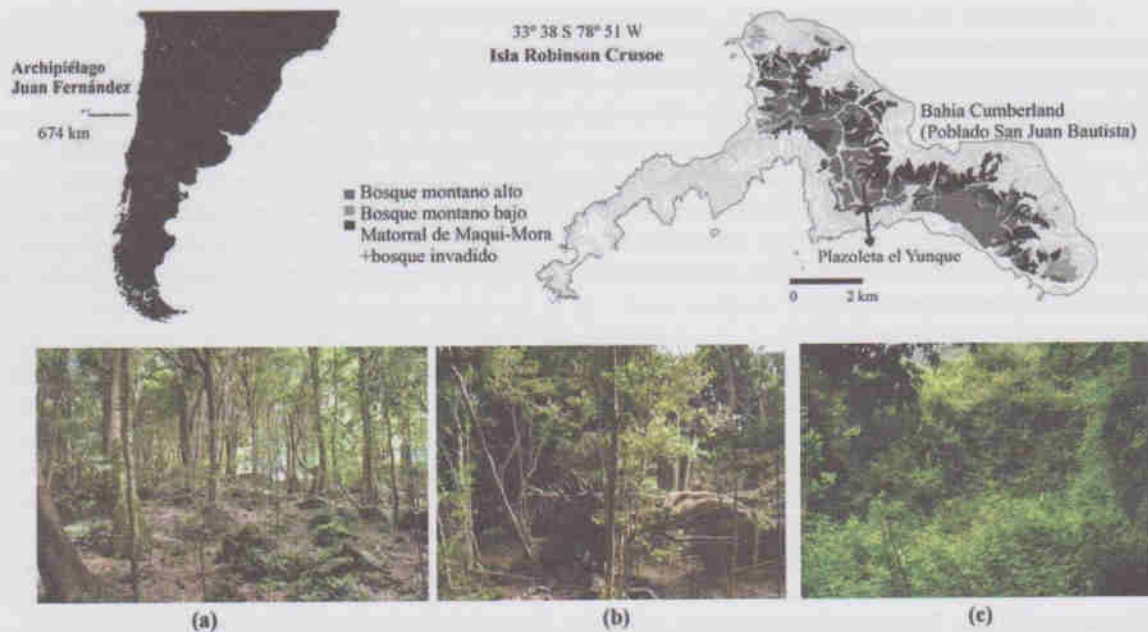 Archipiélago
Juan Fernández
674 km
33° 38 S 78° 51 W
Isla Robinson Crusoe
Bahia Cumberland
(Poblado San Juan Bautista)
Bosque montano alto
Bosque montano bajo
Matorral de Maqui-Mora
+bosque invadido
Plazoleta el Yunque
0 2 km
(a) (b) (c)